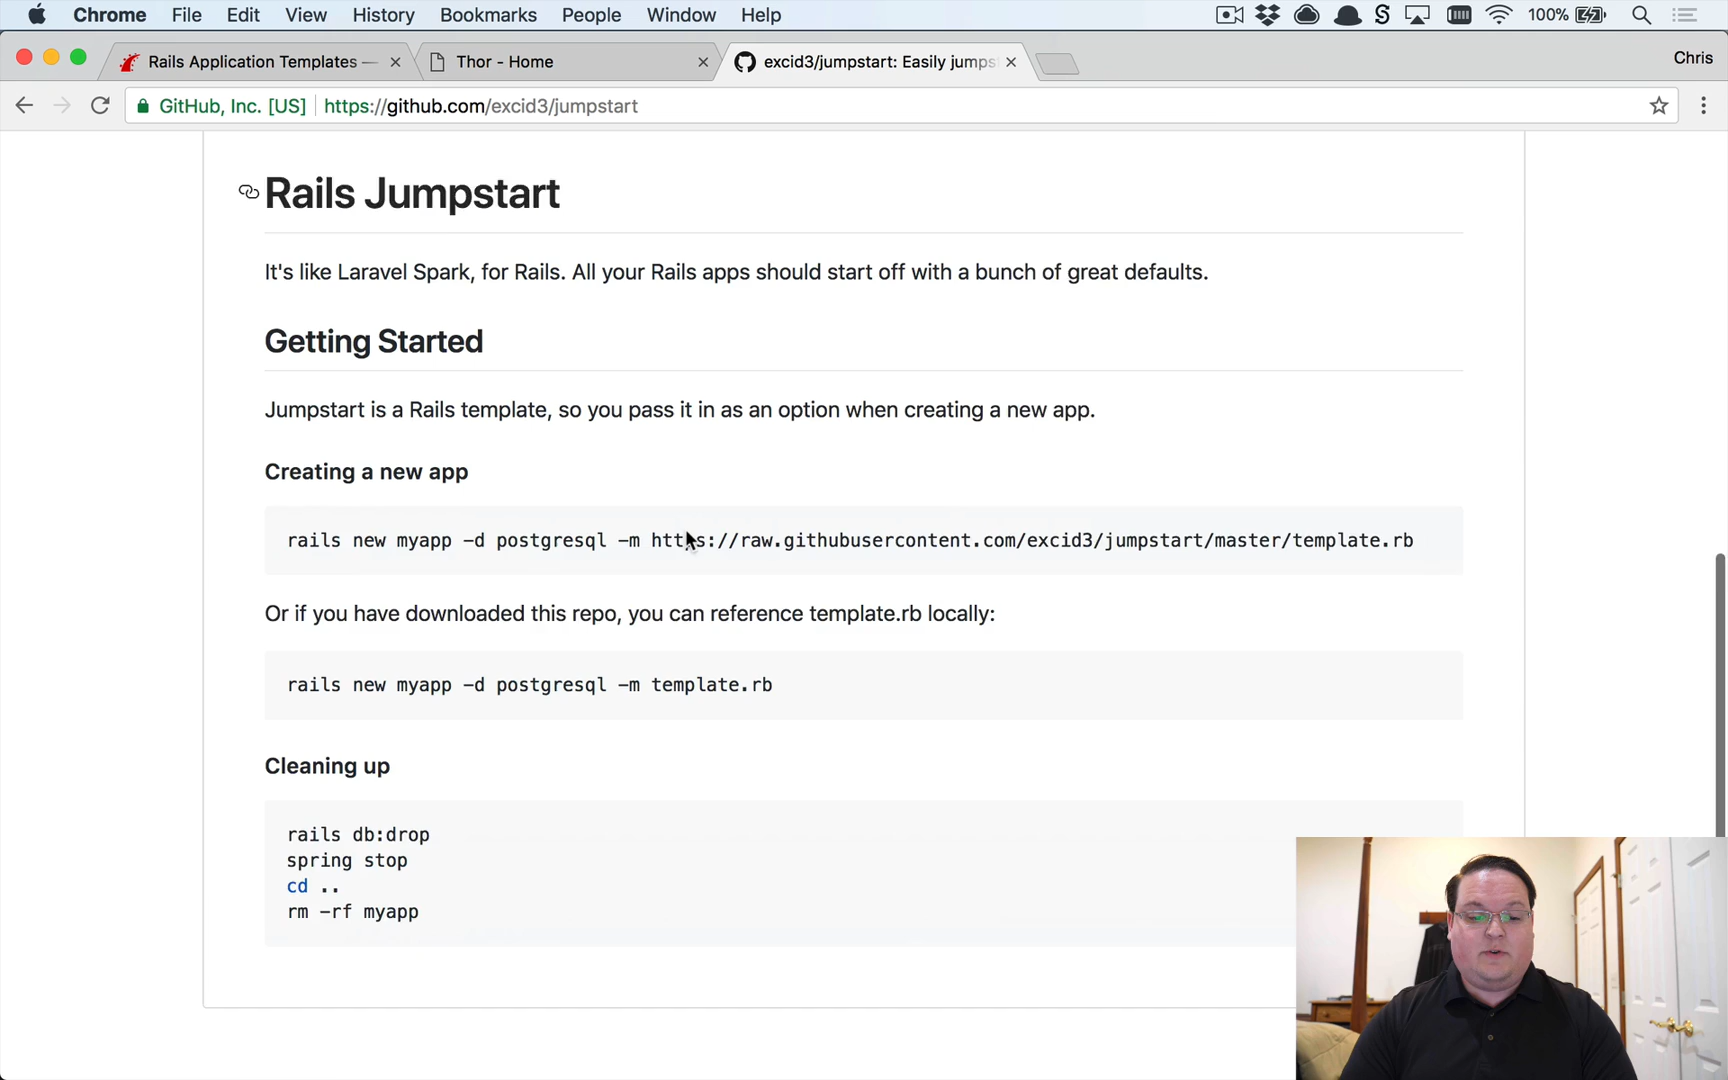 Chrome File Edit View History Bookmarks People Window Help 100%
Rails Application Templates —
Thor - Home
excid3/jumpstart: Easily jumps
Chris
GitHub, Inc. [US] https://github.com/excid3/jumpstart
Rails Jumpstart
It's like Laravel Spark, for Rails. All your Rails apps should start off with a bunch of great defaults.
Getting Started
Jumpstart is a Rails template, so you pass it in as an option when creating a new app.
Creating a new app
rails new myapp -d postgresql -m https://raw.githubusercontent.com/excid3/jumpstart/master/template.rb
Or if you have downloaded this repo, you can reference template.rb locally:
rails new myapp -d postgresql -m template.rb
Cleaning up
rails db:drop
spring stop
cd ..
rm -rf myapp